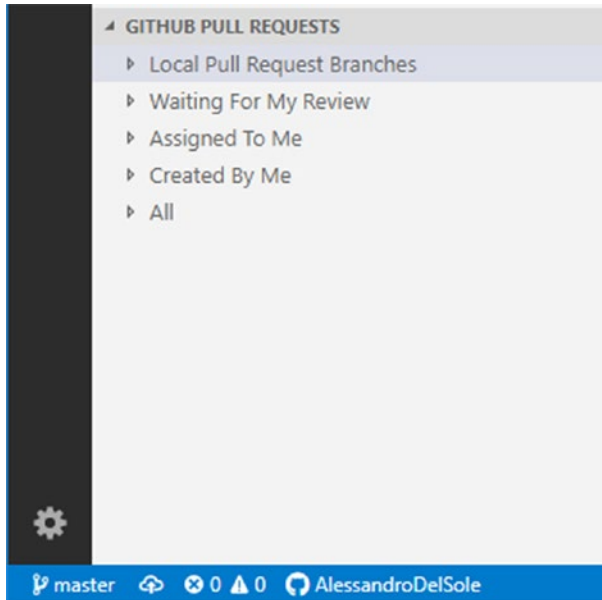 GITHUB PULL REQUESTS
Local Pull Request Branches
Waiting For My Review
Assigned To Me
Created By Me
All
master 0 0 AlessandroDelSole